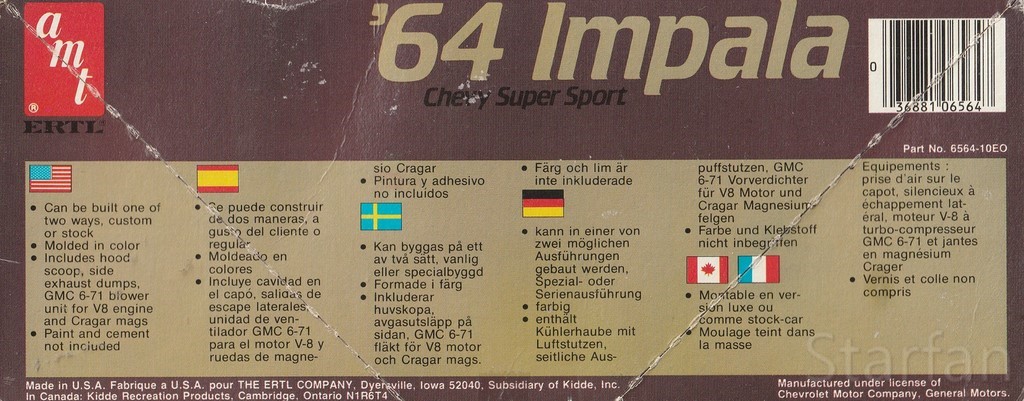 amt
®
ERTL
'64 Impala
Chevy Super Sport
0
36881 06564
Part No. 6564-10EO
• Can be built one of
two ways, custom
or stock
• Molded in color
• Includes hood
scoop, side
exhaust dumps,
GMC 6-71 blower
unit for V8 engine
and Cragar mags
• Paint and cement
not included
• Se puede construir
de dos maneras, a
gusto del cliente o
regular
• Moldeado en
colores
• Incluye cavidad en
el capó, salidas de
escape laterales,
unidad de ven-
tilador GMC 6-71
para el motor V-8 y
ruedas de magne-
sio Cragar
• Pintura y adhesivo
no incluidos
• Kan byggas på ett
av två sätt, vanlig
eller specialbyggd
• Formade i färg
• Inkluderar
huvskopa,
avgasutsläpp på
sidan, GMC 6-71
fläkt för V8 motor
och Cragar mags.
• Färg och lim är
inte inkluderade
• kann in einer von
zwei möglichen
Ausführungen
gebaut werden,
Spezial- oder
Serienausführung
• farbig
• enthält
Kühlerhaube mit
Luftstutzen,
seitliche Aus-
puffstutzen, GMC
6-71 Vorverdichter
für V8 Motor und
Cragar Magnesium
felgen
• Farbe und Klebstoff
nicht inbegriffen
• Montable en ver-
sion luxe ou
comme stock-car
• Moulage teint dans
la masse
• Equipements :
prise d'air sur le
capot, silencieux à
échappement lat-
éral, moteur V-8 à
turbo-compresseur
GMC 6-71 et jantes
en magnésium
Crager
• Vernis et colle non
compris
Made in U.S.A. Fabrique a U.S.A. pour THE ERTL COMPANY, Dyersville, Iowa 52040, Subsidiary of Kidde, Inc.
In Canada: Kidde Recreation Products, Cambridge, Ontario N1R6T4
Manufactured under license of
Chevrolet Motor Company, General Motors.
Starfan